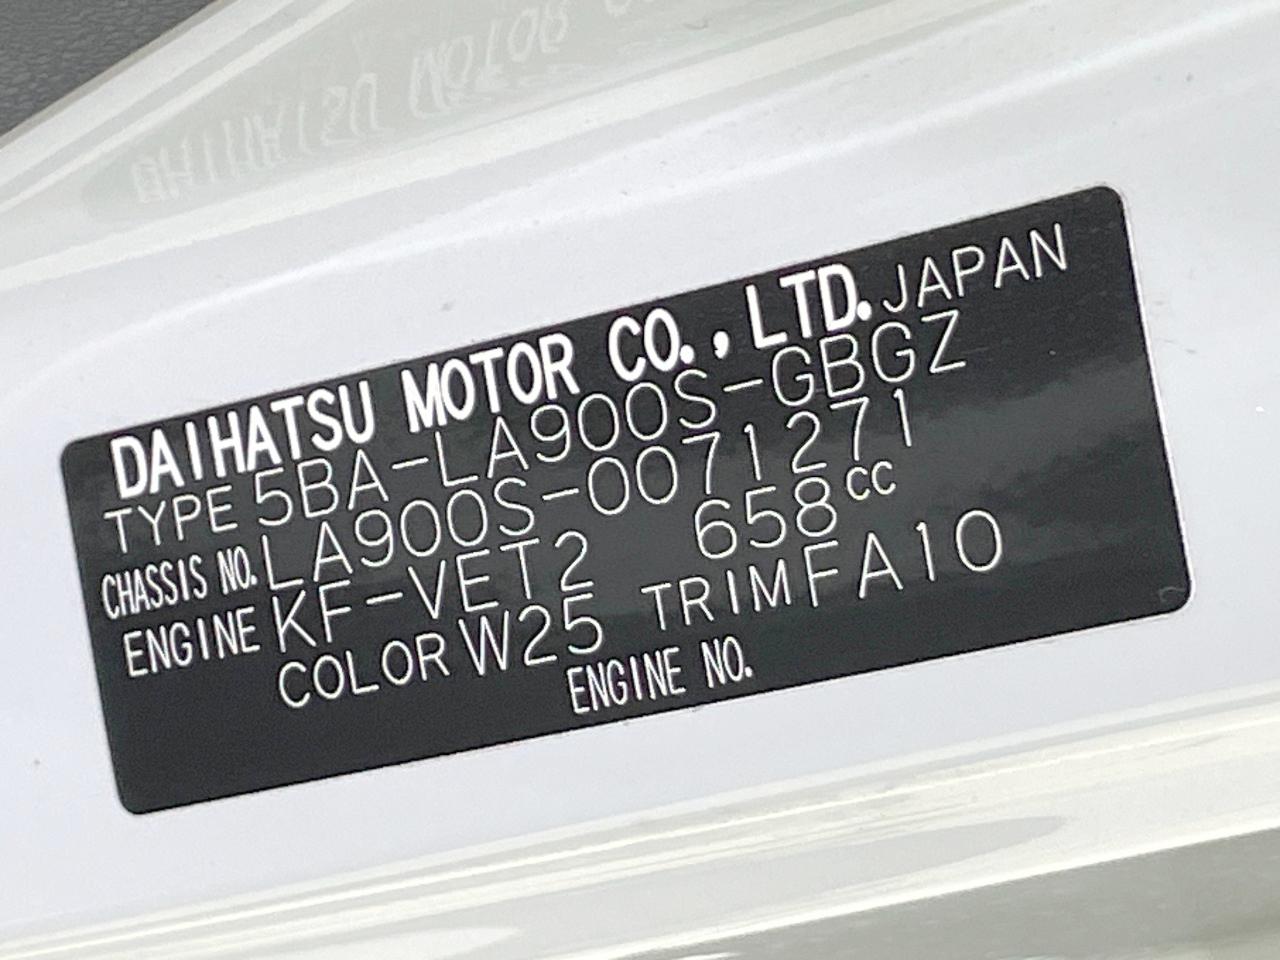 DAIHATSU MOTOR CO., LTD. JAPAN
TYPE 5BA-LA900S-GBGZ
CHASSIS NO. LA900S-0071271
ENGINE KF-VET2 658cc
COLOR W25 TRIM FA10
ENGINE NO.